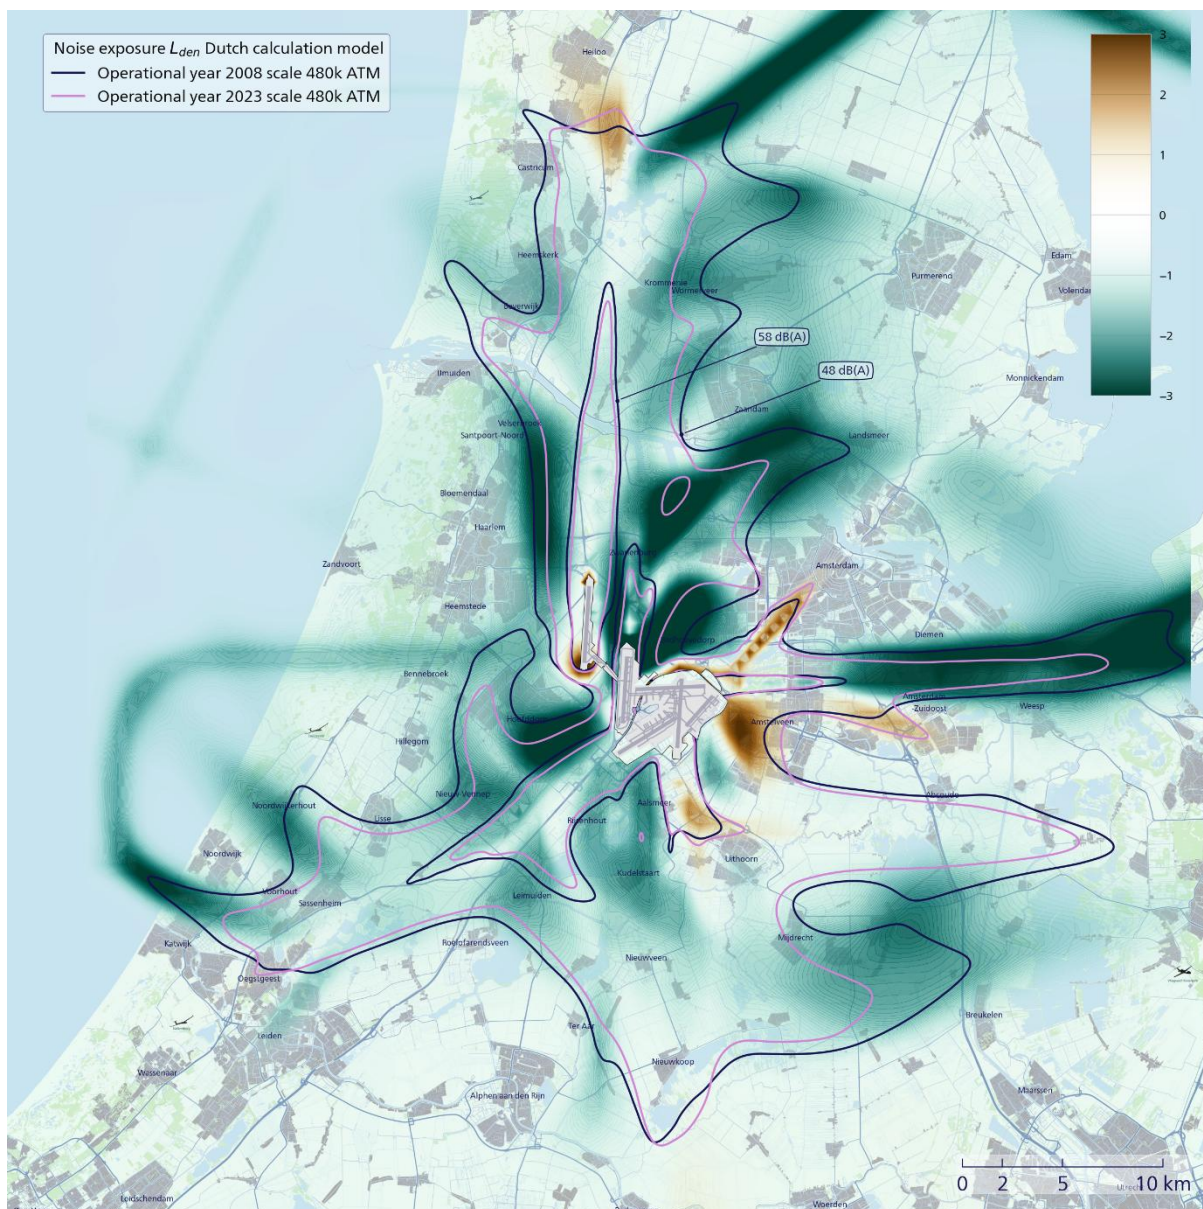 Noise exposure Lden Dutch calculation model
Operational year 2008 scale 480k ATM
Operational year 2023 scale 480k ATM
3
2
1
0
−1
−2
−3
Heiloo
Castricum
Heemskerk
Edam
Volendam
Purmerend
Krommenie
Wormerveer
Beverwijk
58 dB(A)
48 dB(A)
IJmuiden
Monnickendam
Zaandam
Velserbroek
Santpoort-Noord
Landsmeer
Bloemendaal
Haarlem
Zandvoort
Amsterdam
Heemstede
Diemen
Bennebroek
Amsterdam
Zuidoost
Weesp
Amstelveen
Hillegom
Abcoude
Nieuw-Vennep
Noordwijkerhout
Lisse
Aalsmeer
Rijsenhout
Noordwijk
Uithoorn
Kudelstaart
Voorhout
Sassenheim
Leimuiden
Katwijk
Roelofarendsveen
Mijdrecht
Oegstgeest
Nieuwveen
Breukelen
Ter Aar
Leiden
Nieuwkoop
Wassenaar
Alphen aan den Rijn
Maarssen
Leidschendam
Woerden
0 2 5 10 km